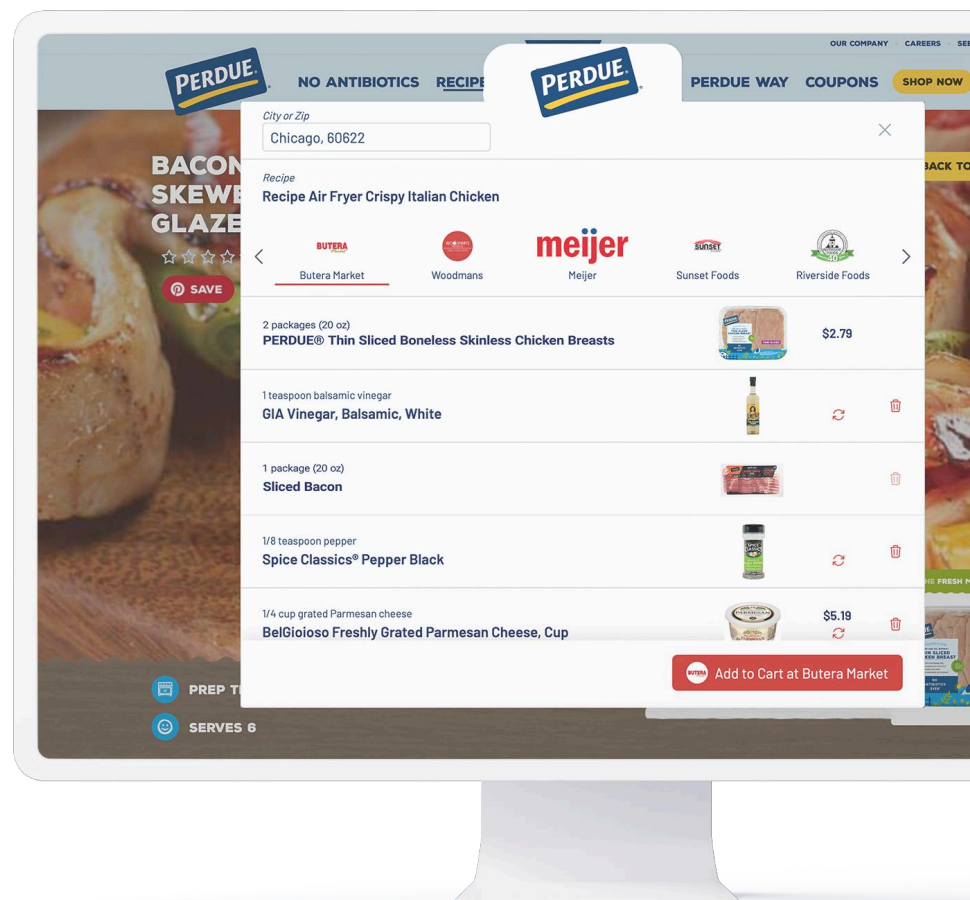 OUR COMPANY CAREERS SEE
PERDUE
NO ANTIBIOTICS RECIPE
PERDUE
PERDUE WAY COUPONS SHOP NOW
City or Zip
Chicago, 60622
BACK TO
BACON
SKEWE
GLAZE
Recipe
Recipe Air Fryer Crispy Italian Chicken
SAVE
BUTERA meijer SUNSET
Butera Market Woodmans Meijer Sunset Foods Riverside Foods
2 packages (20 oz)
PERDUE® Thin Sliced Boneless Skinless Chicken Breasts
$2.79
1 teaspoon balsamic vinegar
GIA Vinegar, Balsamic, White
1 package (20 oz)
Sliced Bacon
1/8 teaspoon pepper
Spice Classics® Pepper Black
HE FRESH M
1/4 cup grated Parmesan cheese
BelGioioso Freshly Grated Parmesan Cheese, Cup
$5.19
BUTERA Add to Cart at Butera Market
PREP TI
SERVES 6